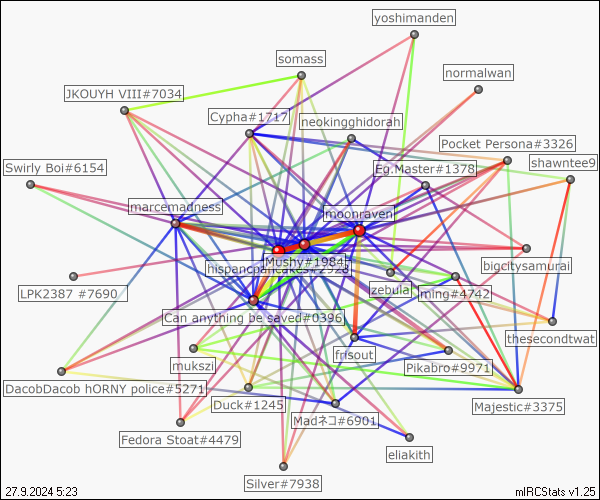 yoshimanden
somass
normalwan
JKOUYH VIII#7034
Cypha#1717
neokingghidorah
Pocket Persona#3326
Swirly Boi#6154
Eg.Master#1378
shawntee9
marcemadness
moonraven
Mushy#1984
hispancpancakes#2928
bigcitysamurai
LPK2387 #7690
zebula
ming#4742
Can anything be saved#0396
thesecondtwat
mukszi
frisout
Pikabro#9971
DacobDacob hORNY police#5271
Duck#1245
Madネコ#6901
Majestic#3375
Fedora Stoat#4479
eliakith
Silver#7938
27.9.2024 5:23
mIRCStats v1.25